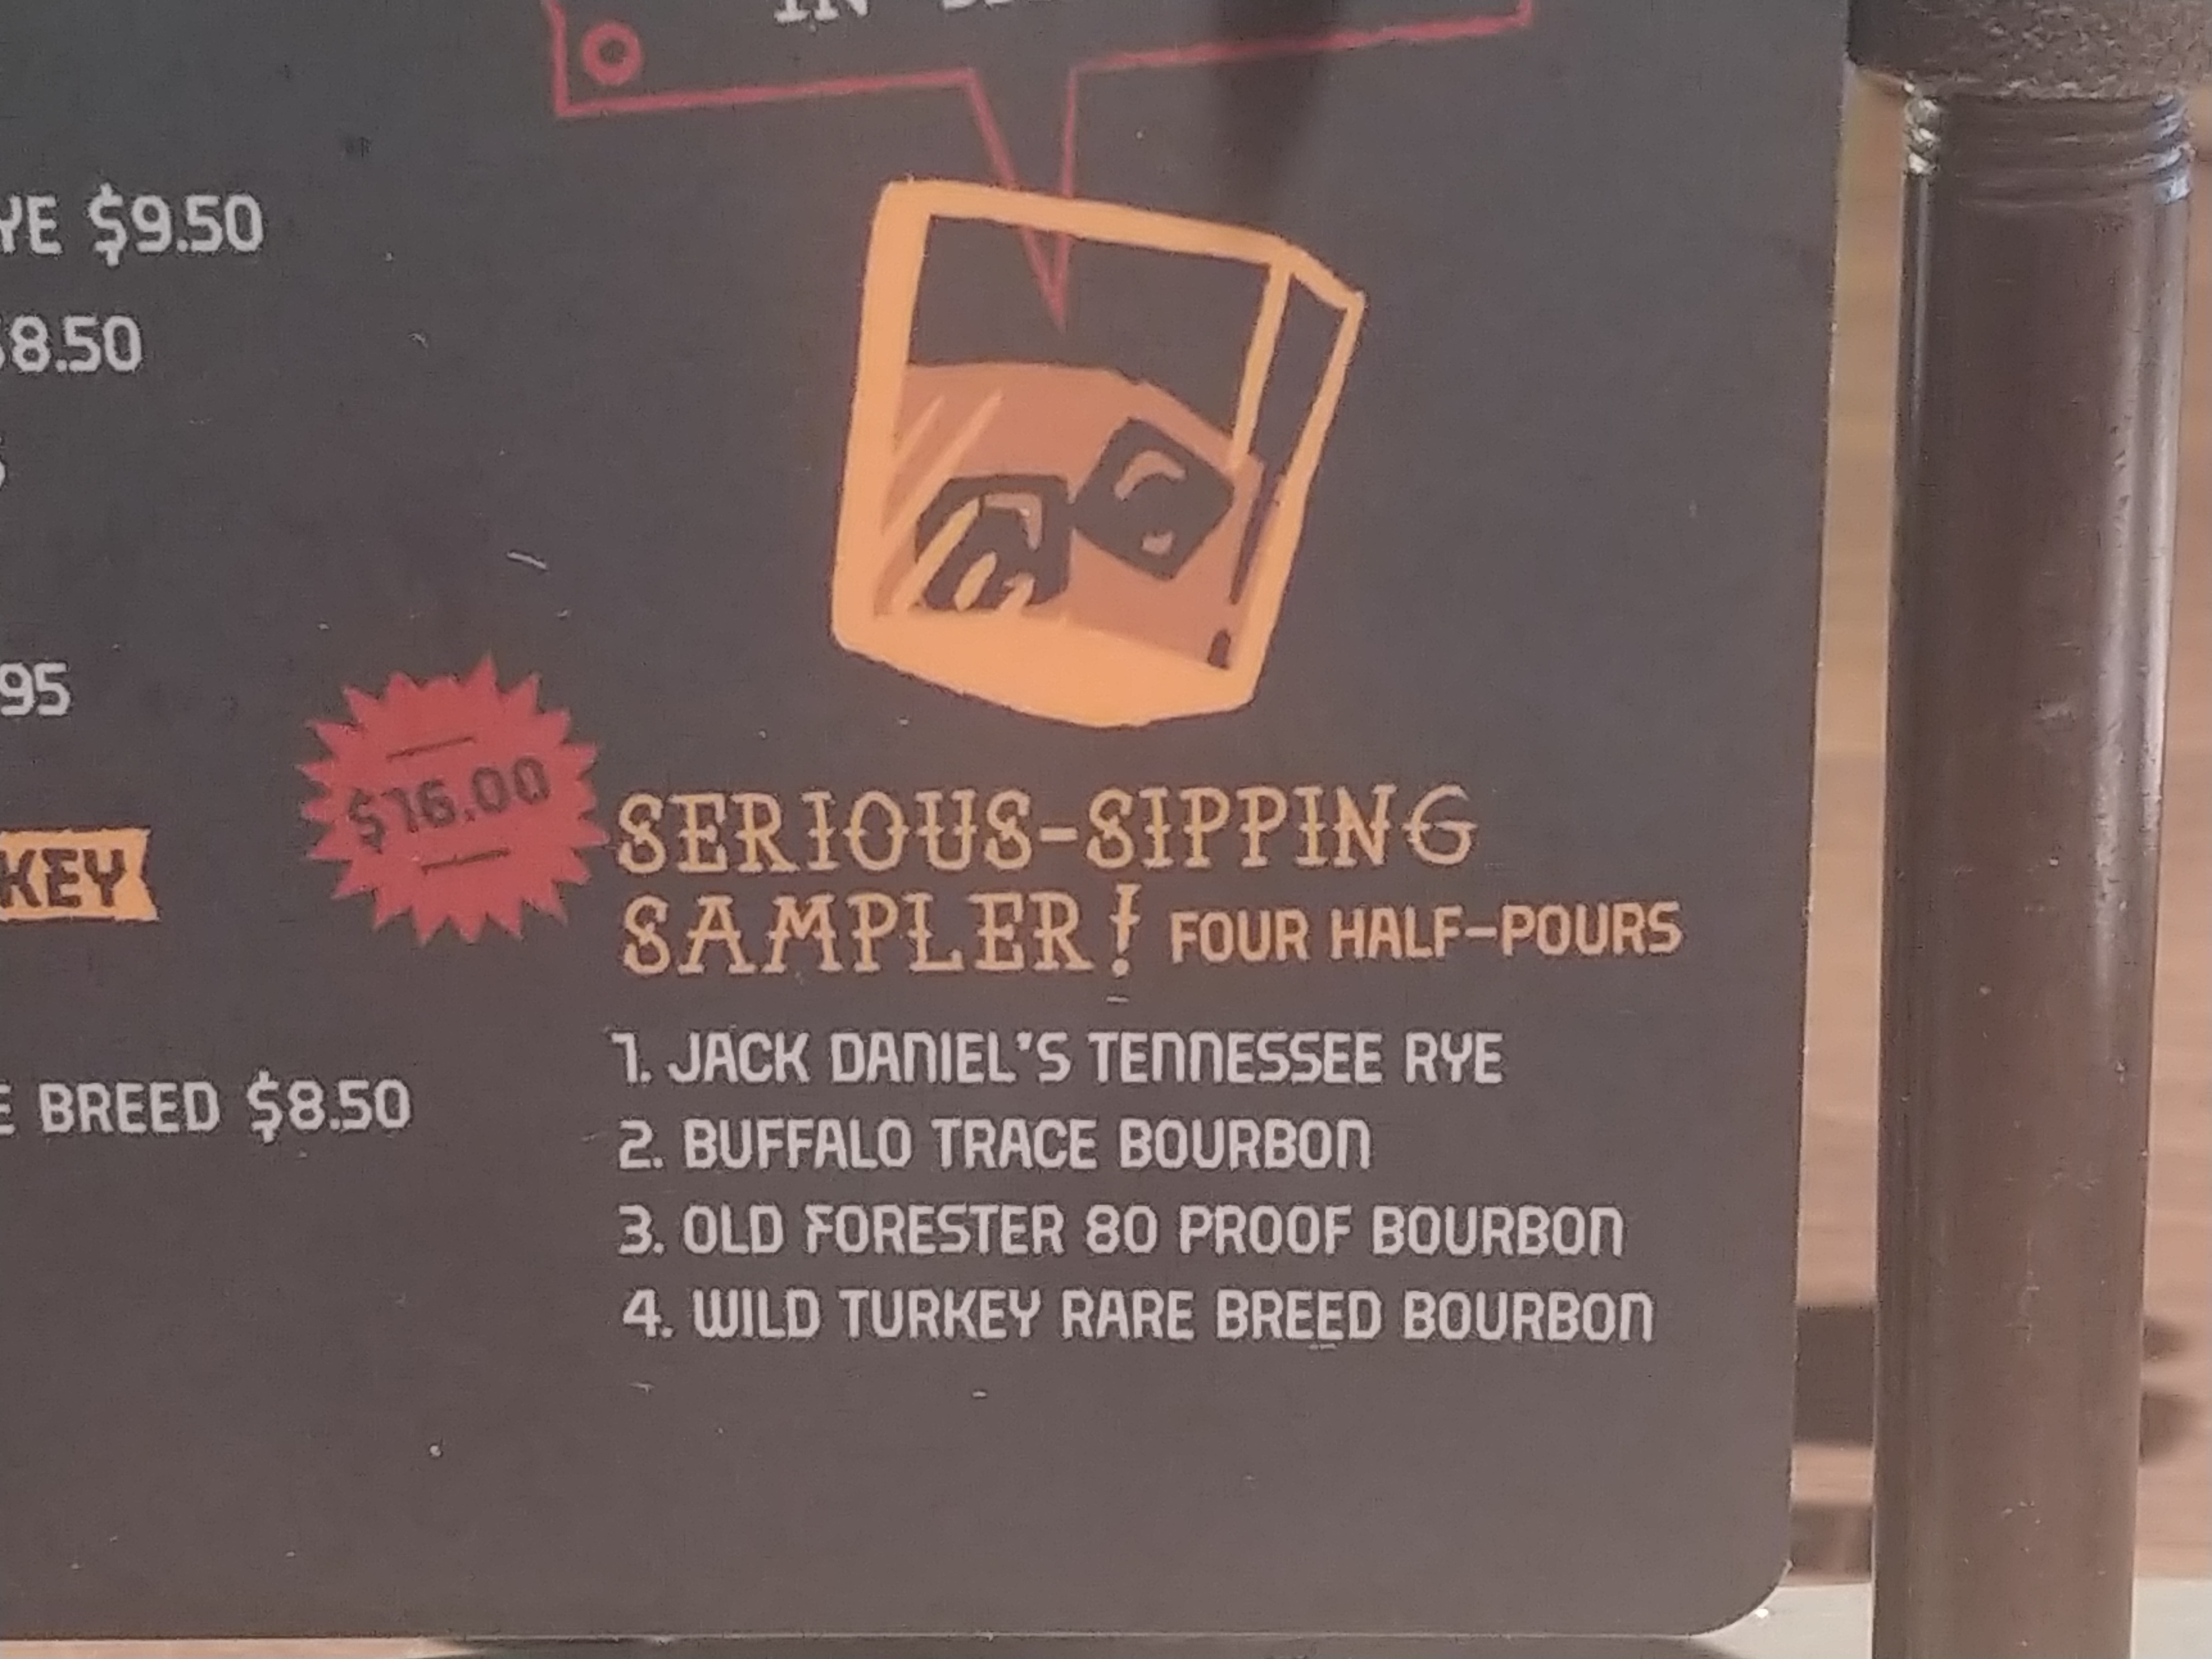 YE $9.50
8.50
95
KEY
E BREED $8.50
$16.00
SERIOUS-SIPPING
SAMPLER! FOUR HALF-POURS
1. JACK DANIEL'S TENNESSEE RYE
2. BUFFALO TRACE BOURBON
3. OLD FORESTER 80 PROOF BOURBON
4. WILD TURKEY RARE BREED BOURBON